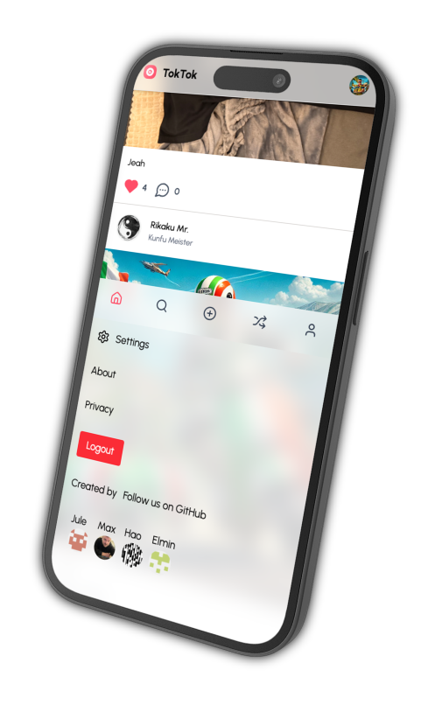 TokTok
Jeah
4 0
Rikaku Mr.
Kunfu Meister
Settings
About
Privacy
Logout
Created by Follow us on GitHub
Jule Max Hao Elmin